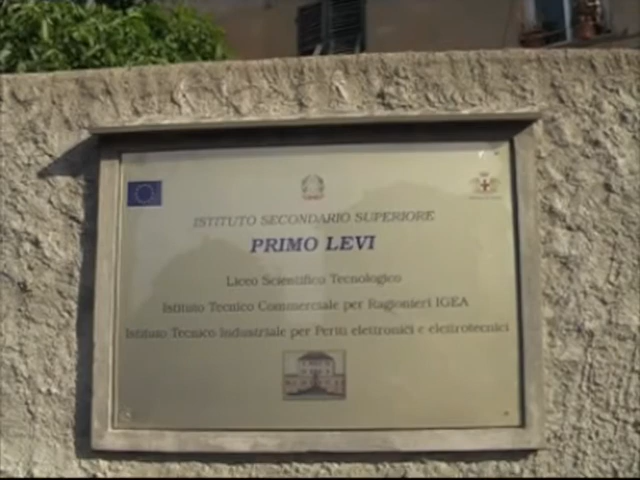 ISTITUTO SECONDARIO SUPERIORE
PRIMO LEVI
Liceo Scientifico Tecnologico
Istituto Tecnico Commerciale per Ragionieri IGEA
Istituto Tecnico Industriale per Periti elettronici e elettrotecnici